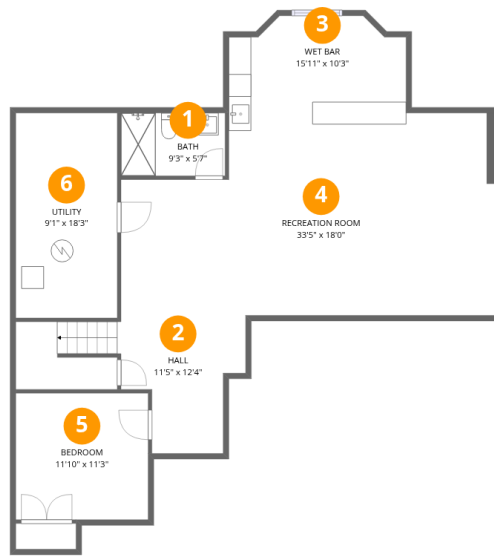 3
WET BAR
15'11" x 10'3"
1
BATH
9'3" x 5'7"
6
UTILITY
9'1" x 18'3"
4
RECREATION ROOM
33'5" x 18'0"
2
HALL
11'5" x 12'4"
5
BEDROOM
11'10" x 11'3"